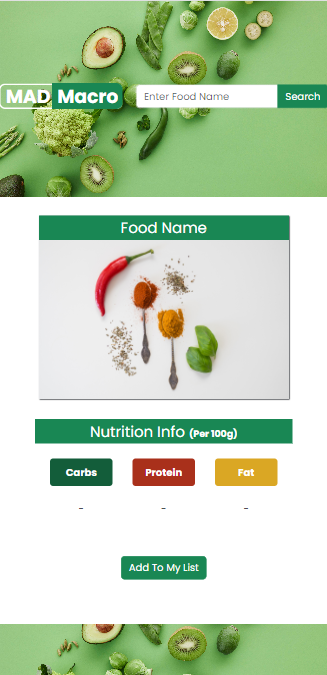 MAD Macro
Enter Food Name
Search
Food Name
Nutrition Info (Per 100g)
Carbs Protein Fat
- - -
Add To My List